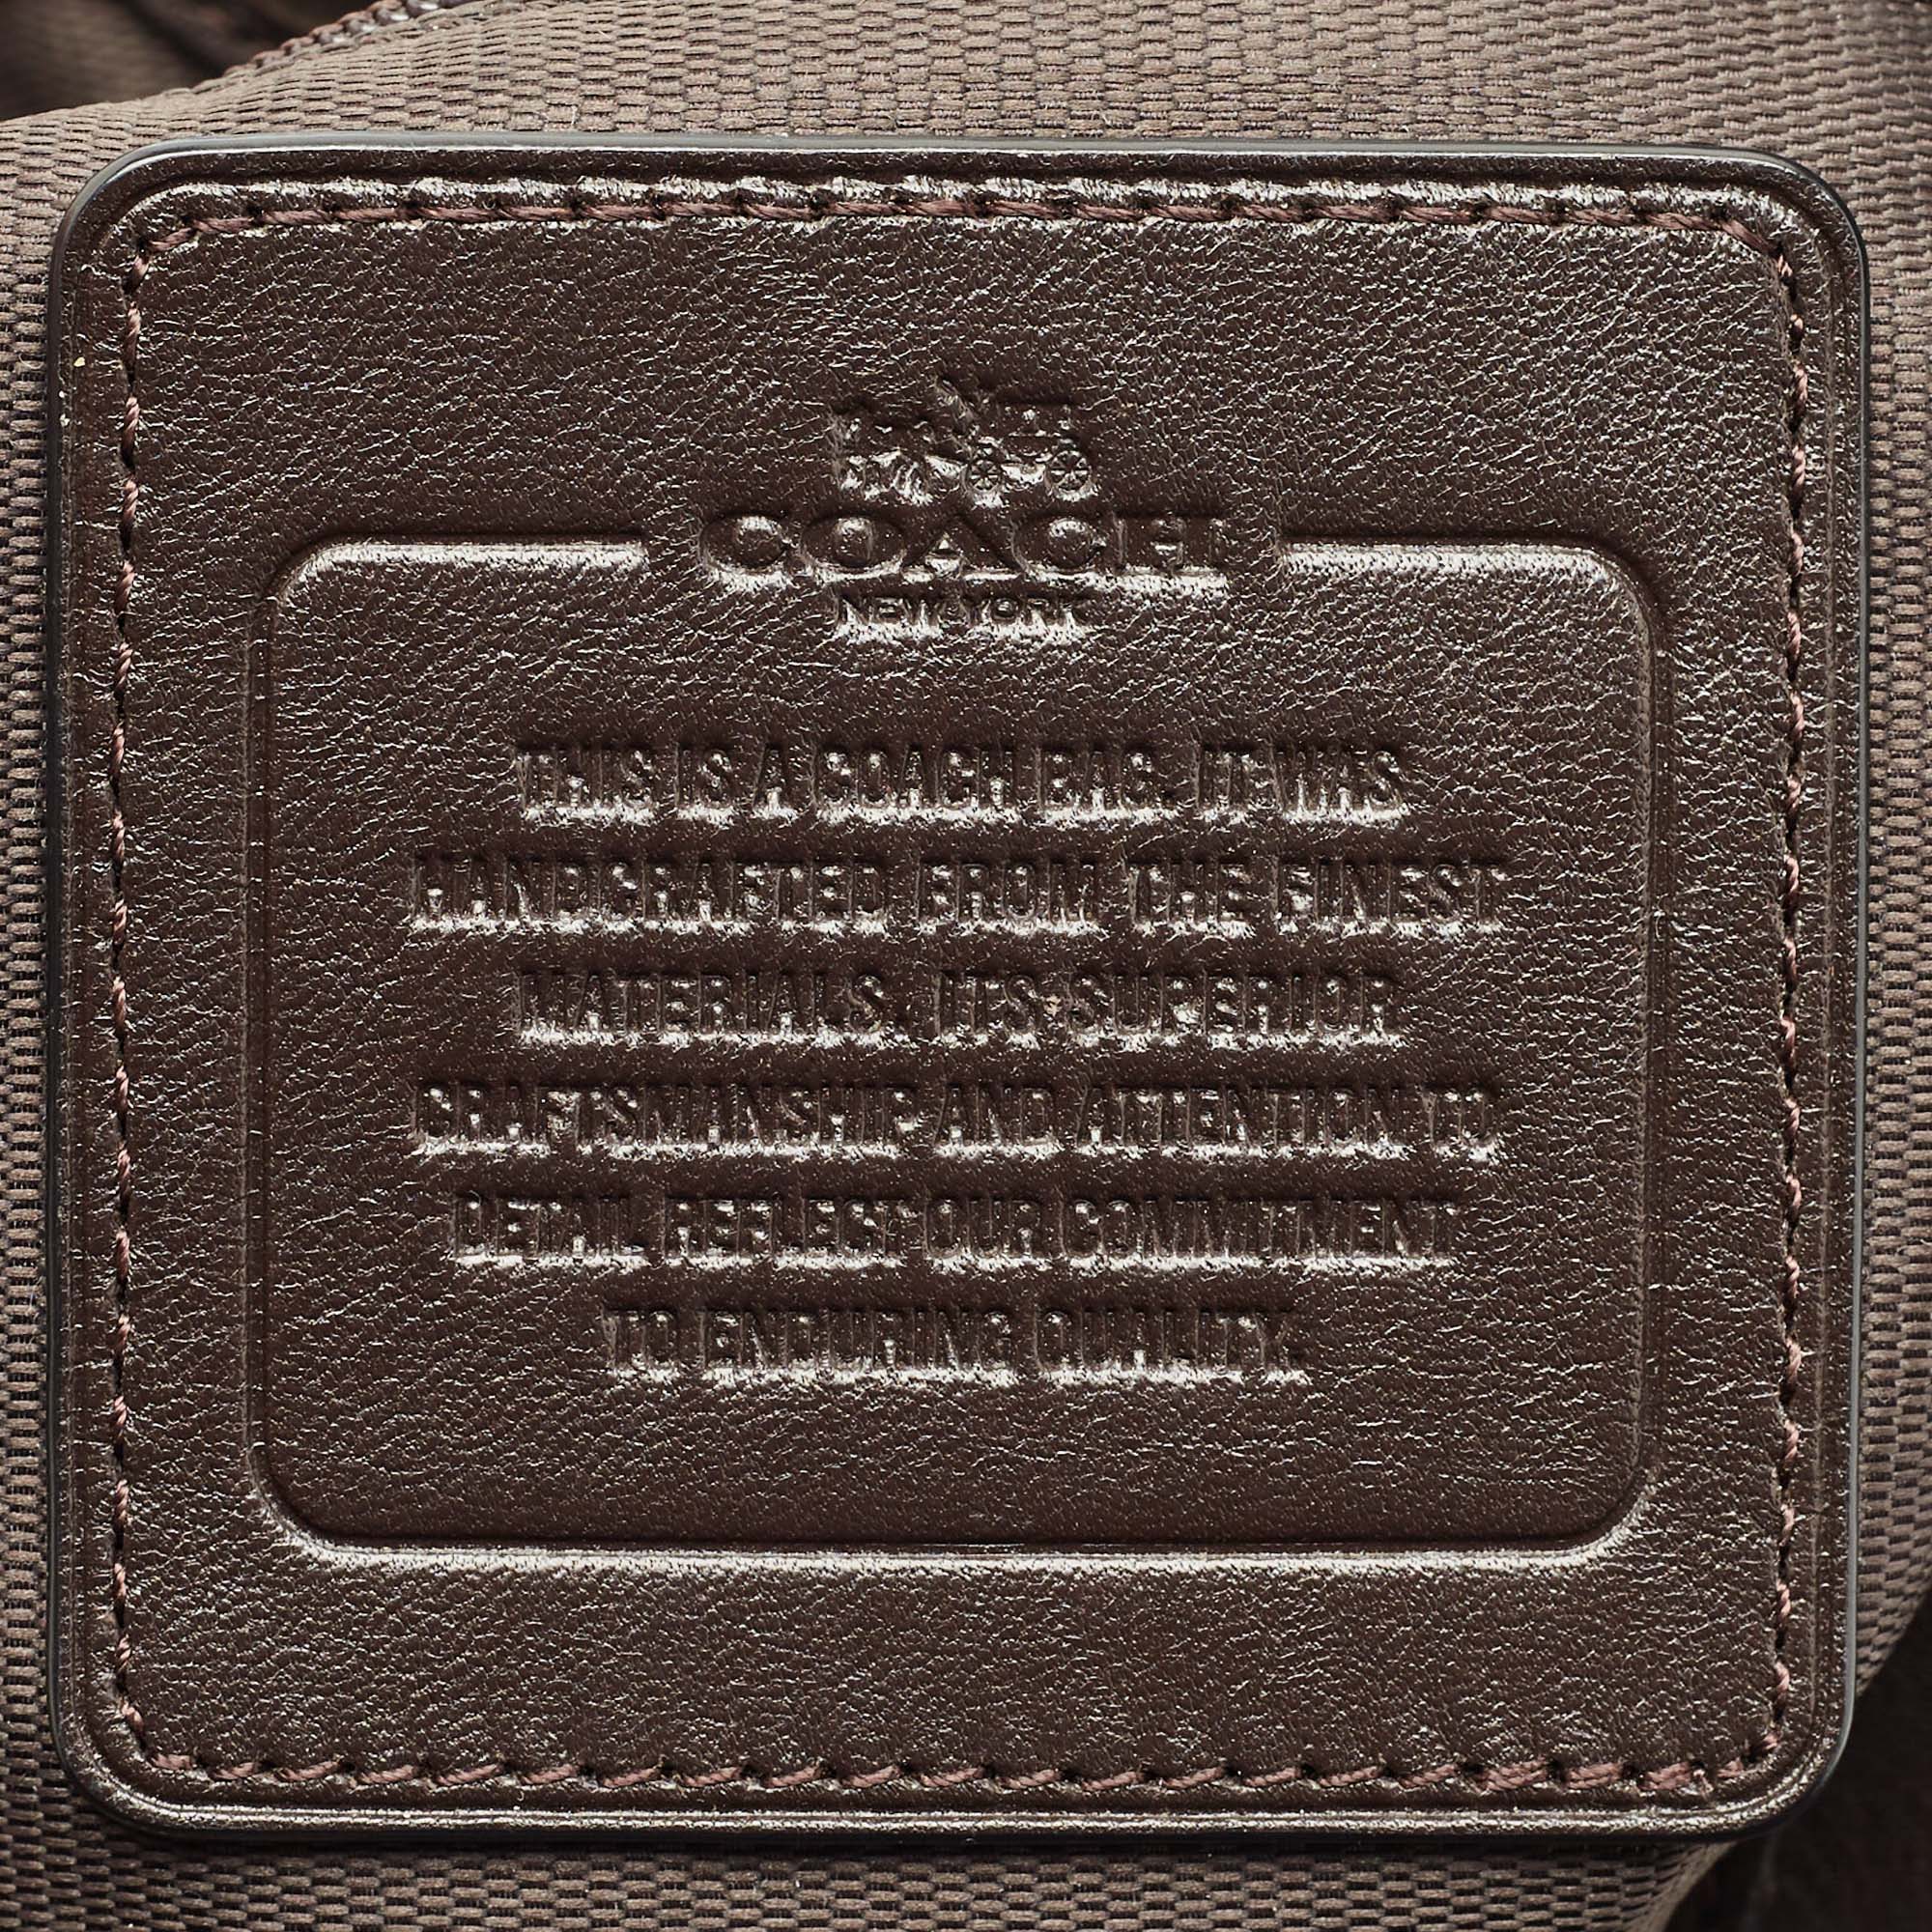 COACH
NEW YORK
THIS IS A COACH BAG. IT WAS
HANDCRAFTED FROM THE FINEST
MATERIALS. ITS SUPERIOR
CRAFTSMANSHIP AND ATTENTION TO
DETAIL REFLECT OUR COMMITMENT
TO ENDURING QUALITY.